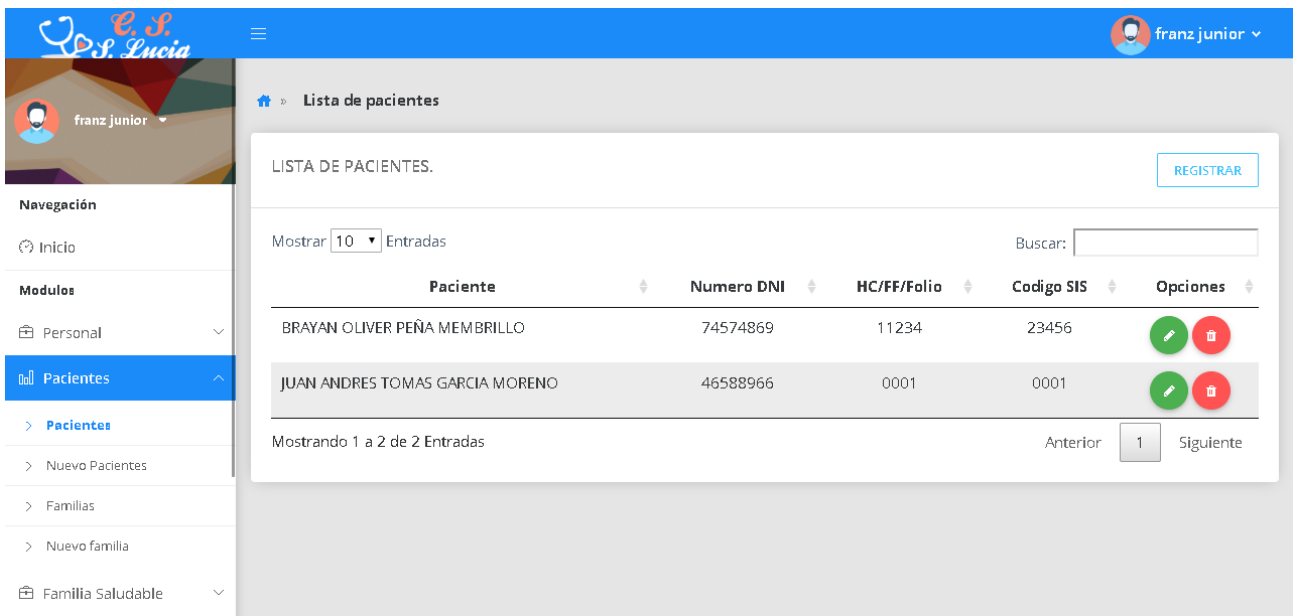 C. S.
S. Lucia
franz junior
franz junior
Navegación
Inicio
Modulos
Personal
Pacientes
Pacientes
Nuevo Pacientes
Familias
Nuevo familia
Familia Saludable
» Lista de pacientes
LISTA DE PACIENTES.
REGISTRAR
Mostrar 10 Entradas
Buscar:
Paciente Numero DNI HC/FF/Folio Codigo SIS Opciones
BRAYAN OLIVER PEÑA MEMBRILLO 74574869 11234 23456
JUAN ANDRES TOMAS GARCIA MORENO 46588966 0001 0001
Mostrando 1 a 2 de 2 Entradas
Anterior 1 Siguiente